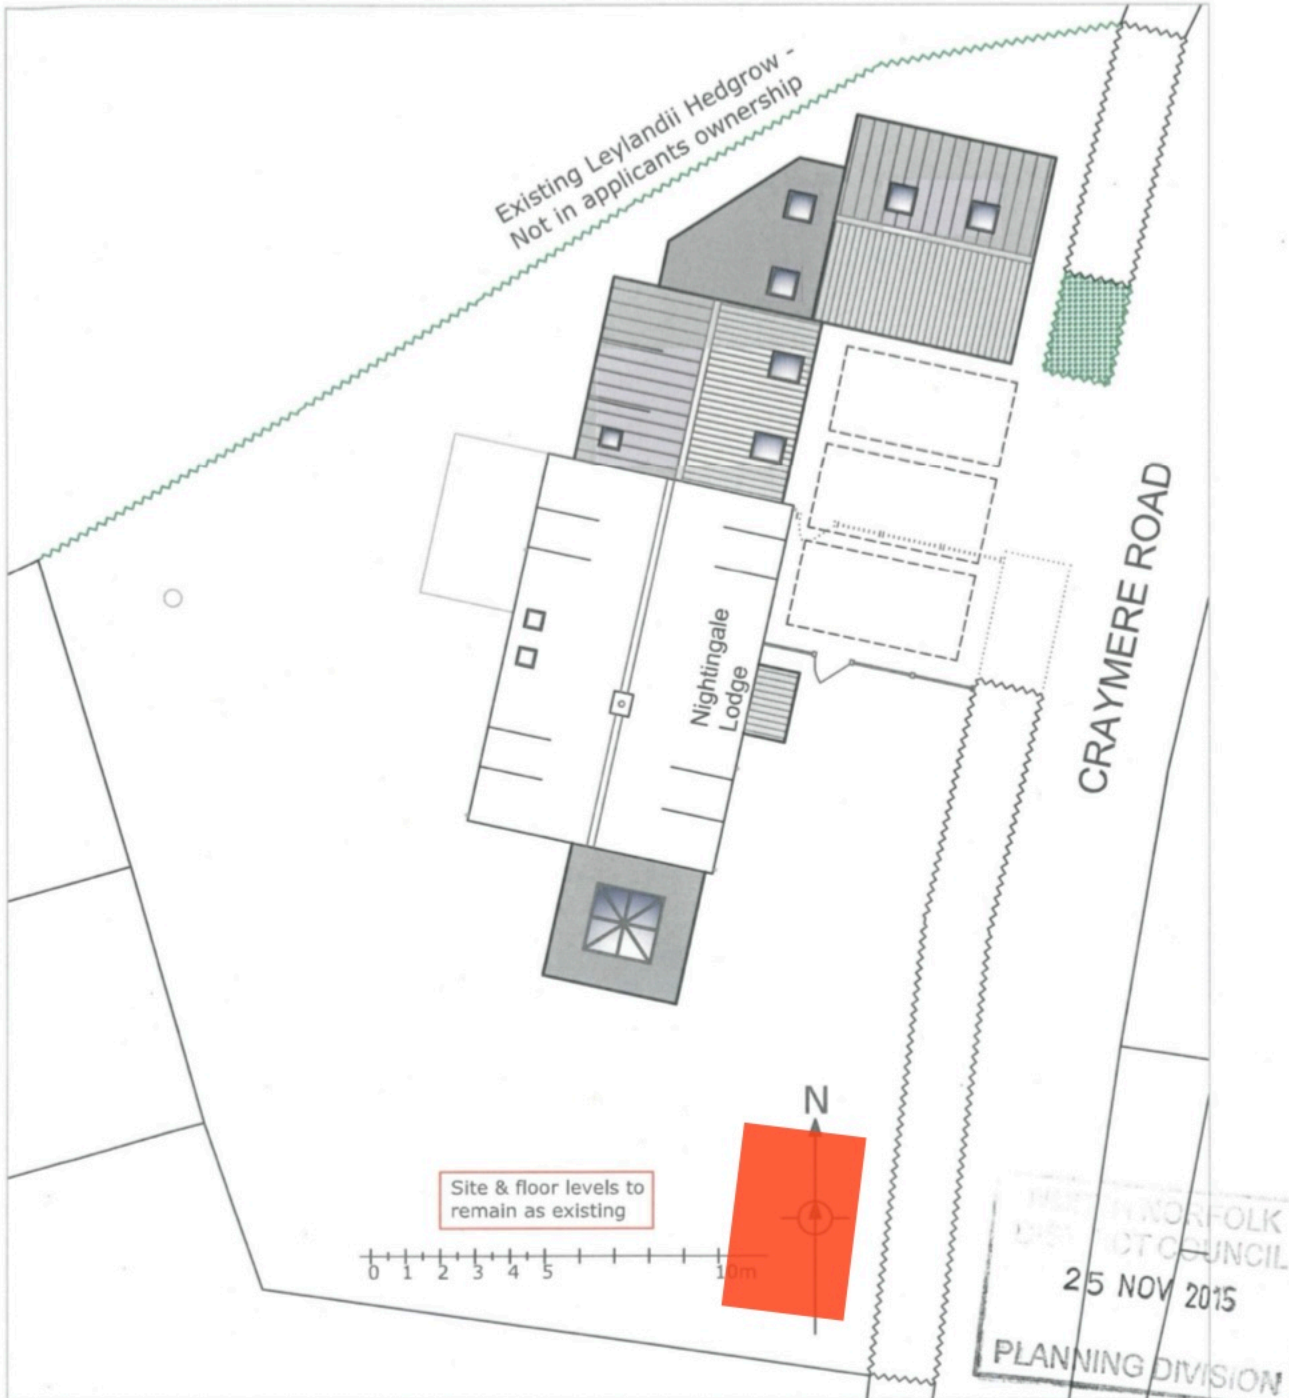 Existing Leylandii Hedgrow -
Not in applicants ownership
CRAYMERE ROAD
Nightingale
Lodge
N
Site & floor levels to
remain as existing
0 1 2 3 4 5 10m
NORFOLK
COUNCIL
25 NOV 2015
PLANNING DIVISION